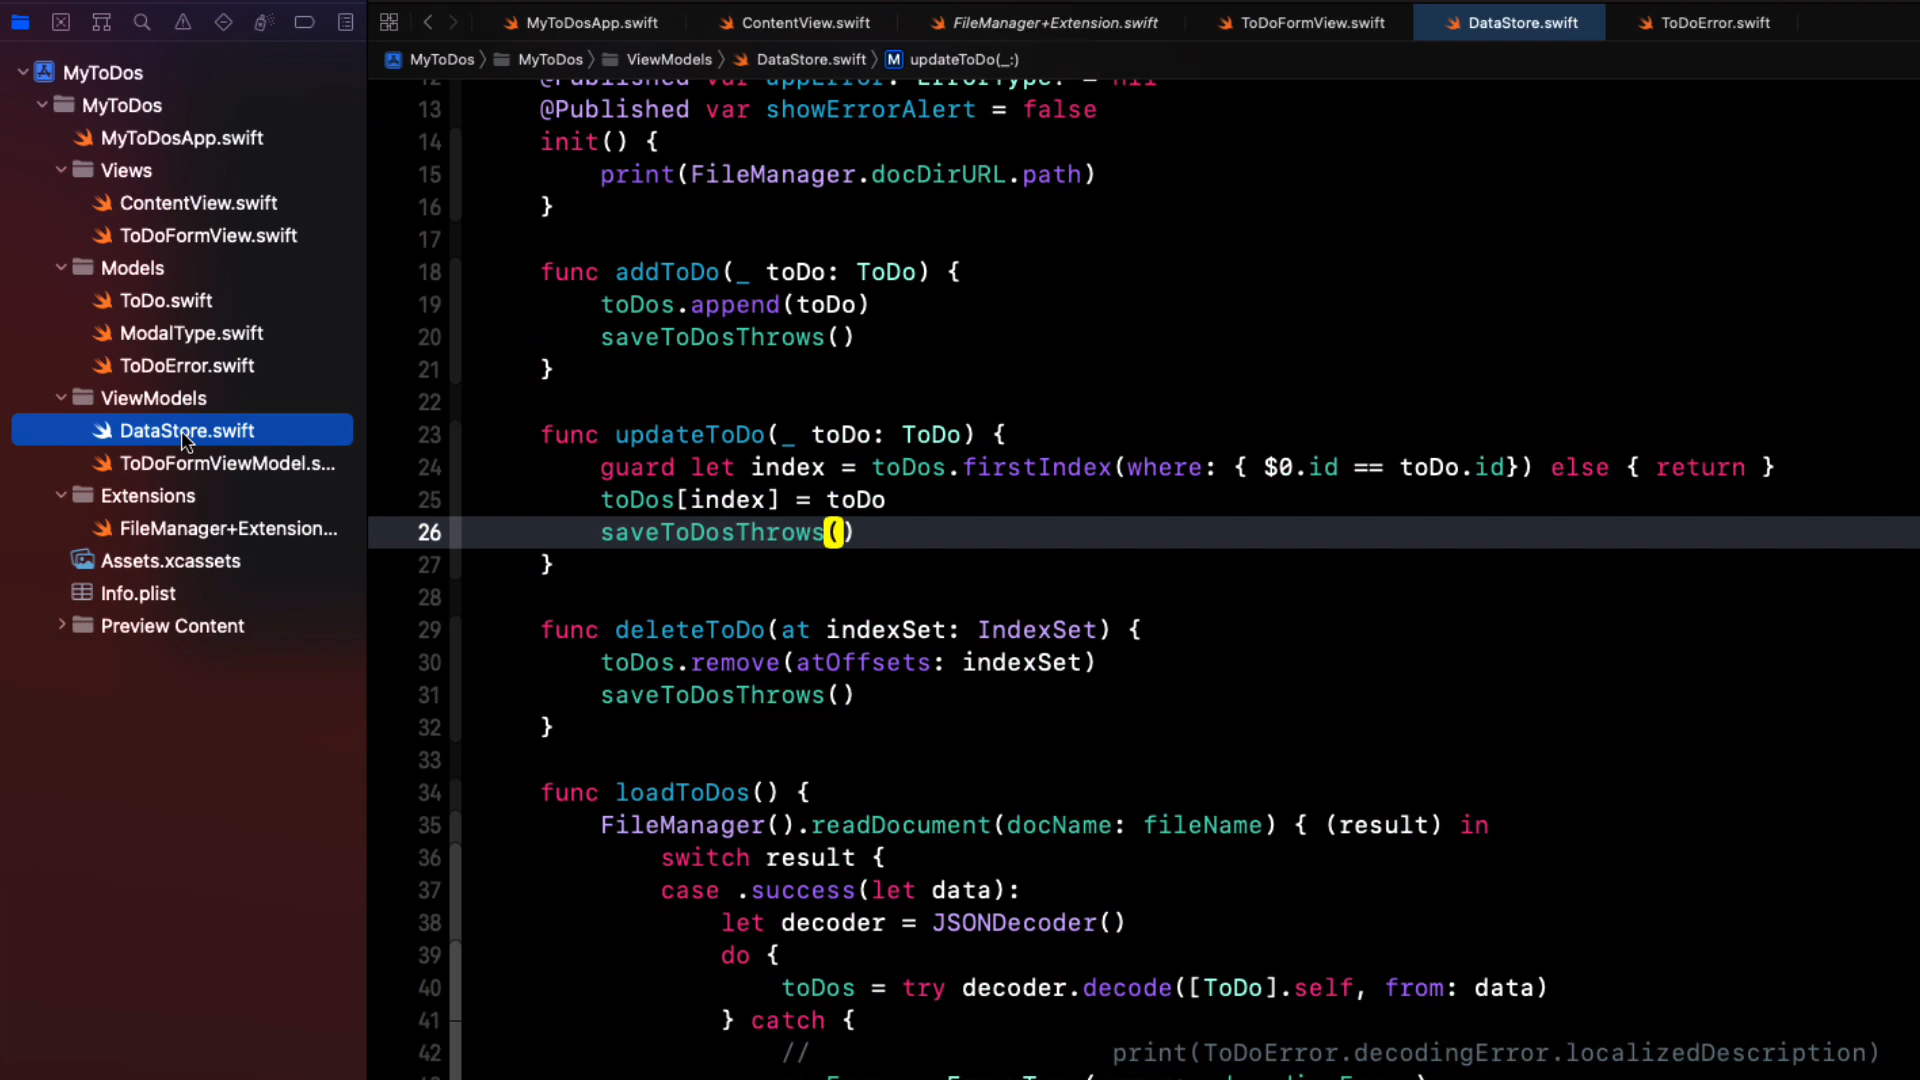 MyToDosApp.swift
ContentView.swift
FileManager+Extension.swift
ToDoFormView.swift
DataStore.swift
ToDoError.swift
MyToDos
MyToDos
ViewModels
DataStore.swift
M
updateToDo(_:)
MyToDos
MyToDos
MyToDosApp.swift
Views
ContentView.swift
ToDoFormView.swift
Models
ToDo.swift
ModalType.swift
ToDoError.swift
ViewModels
DataStore.swift
ToDoFormViewModel.s...
Extensions
FileManager+Extension...
Assets.xcassets
Info.plist
Preview Content
12 @Published var appError: ErrorType? = nil
13 @Published var showErrorAlert = false
14 init() {
15 print(FileManager.docDirURL.path)
16 }
17
18 func addToDo(_ toDo: ToDo) {
19 toDos.append(toDo)
20 saveToDosThrows()
21 }
22
23 func updateToDo(_ toDo: ToDo) {
24 guard let index = toDos.firstIndex(where: { $0.id == toDo.id}) else { return }
25 toDos[index] = toDo
26 saveToDosThrows()
27 }
28
29 func deleteToDo(at indexSet: IndexSet) {
30 toDos.remove(atOffsets: indexSet)
31 saveToDosThrows()
32 }
33
34 func loadToDos() {
35 FileManager().readDocument(docName: fileName) { (result) in
36 switch result {
37 case .success(let data):
38 let decoder = JSONDecoder()
39 do {
40 toDos = try decoder.decode([ToDo].self, from: data)
41 } catch {
42 // print(ToDoError.decodingError.localizedDescription)